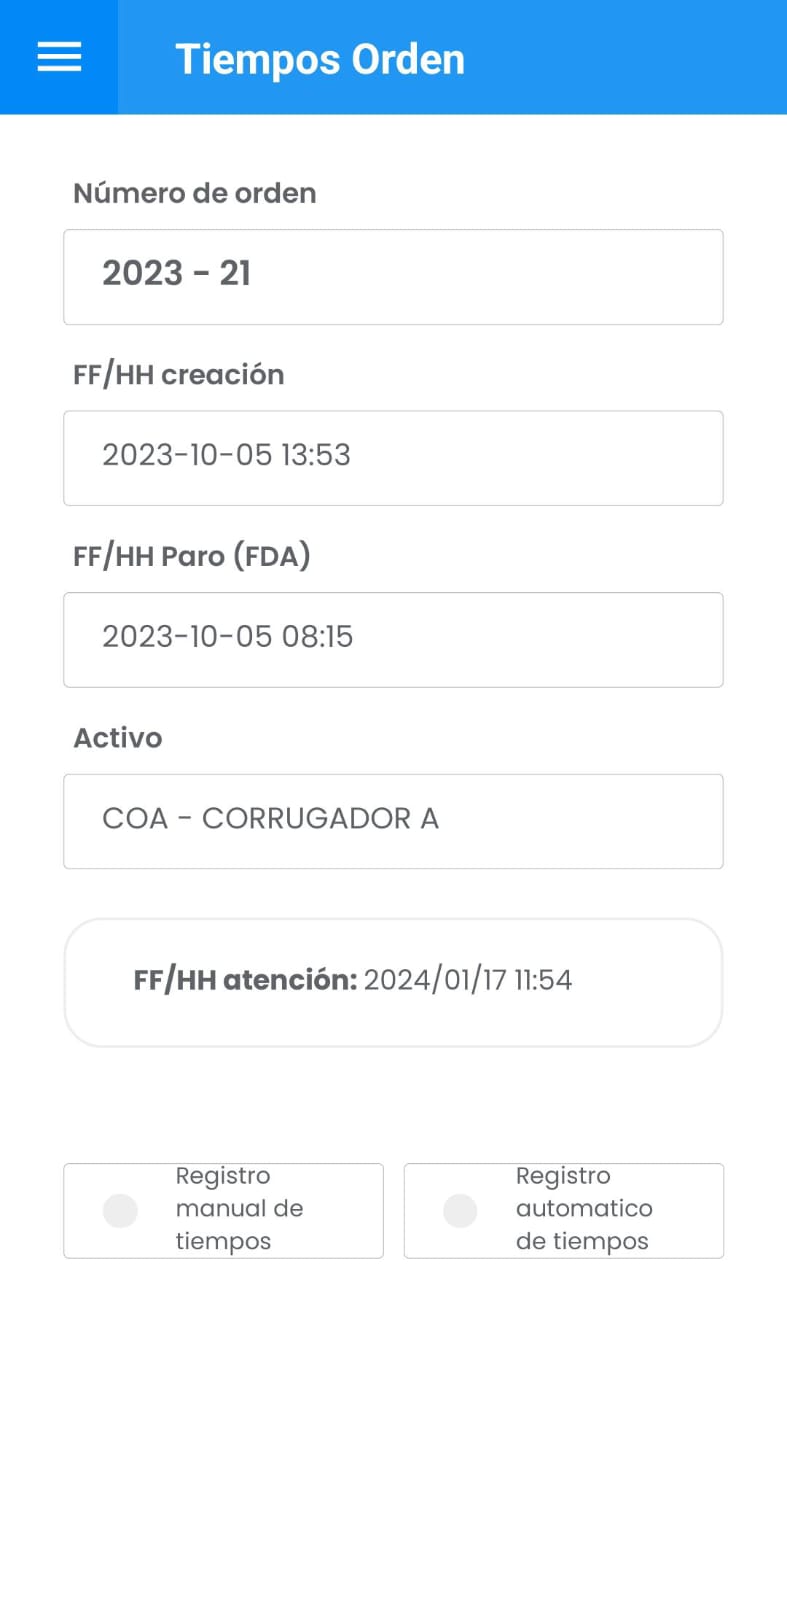 Tiempos Orden
Número de orden
2023 - 21
FF/HH creación
2023-10-05 13:53
FF/HH Paro (FDA)
2023-10-05 08:15
Activo
COA - CORRUGADOR A
FF/HH atención: 2024/01/17 11:54
Registro
manual de
tiempos
Registro
automatico
de tiempos